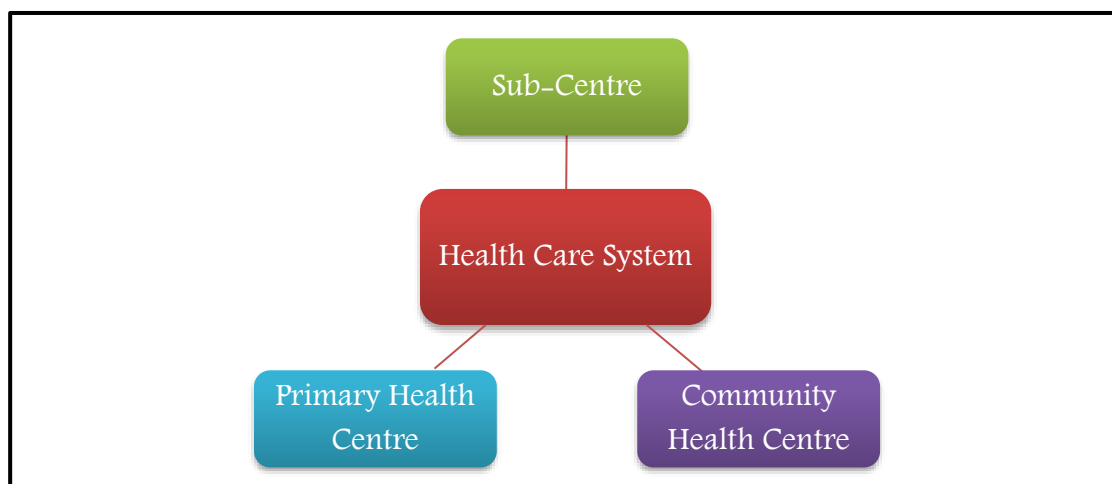 Sub-Centre
Health Care System
Primary Health
Centre
Community
Health Centre